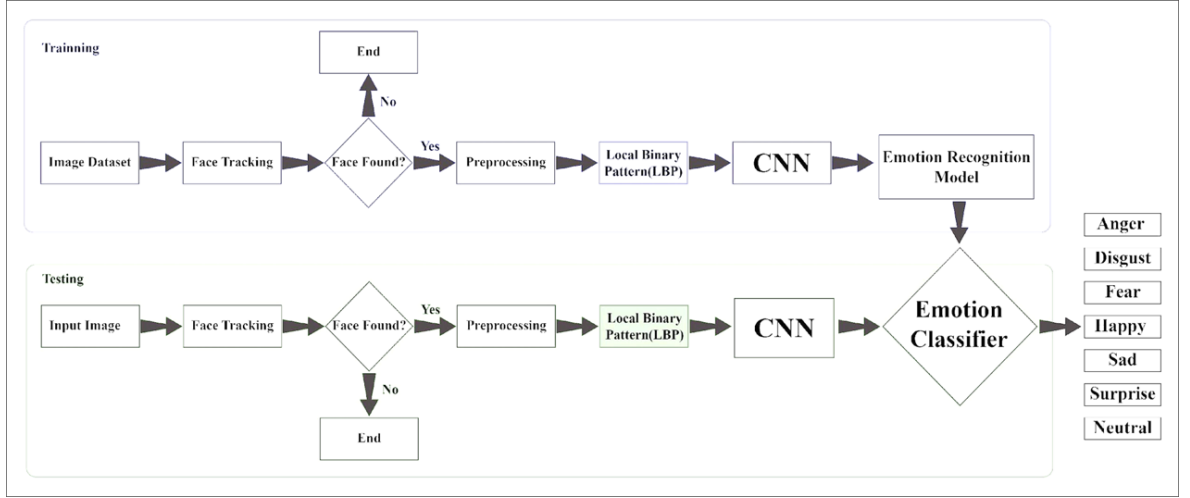 Trainning
End
No
Image Dataset
Face Tracking
Face Found?
Yes
Preprocessing
Local Binary
Pattern(LBP)
CNN
Emotion Recognition
Model
Testing
Input Image
Face Tracking
Face Found?
Yes
Preprocessing
Local Binary
Pattern(LBP)
CNN
Emotion
Classifier
No
End
Anger
Disgust
Fear
Happy
Sad
Surprise
Neutral